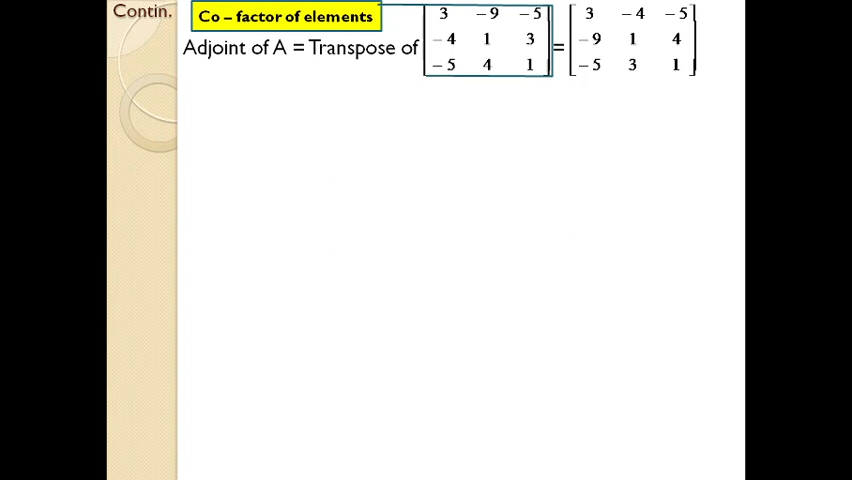 Contin.
Co – factor of elements
Adjoint of A = Transpose of [3 -9 -5] = [3 -4 -5]
[-4 1 3] [-9 1 4]
[-5 4 1] [-5 3 1]